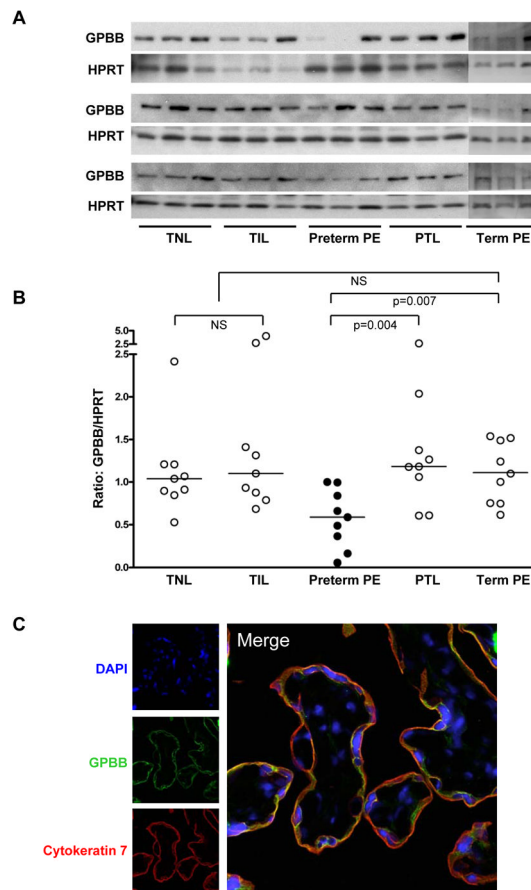 A
GPBB
HPRT
GPBB
HPRT
GPBB
HPRT
TNL TIL Preterm PE PTL Term PE
B
NS
p=0.007
NS p=0.004
5.0
2.5
2.5
2.0
1.5
1.0
0.5
0.0
Ratio: GPBB/HPRT
TNL TIL Preterm PE PTL Term PE
C
DAPI
GPBB
Cytokeratin 7
Merge